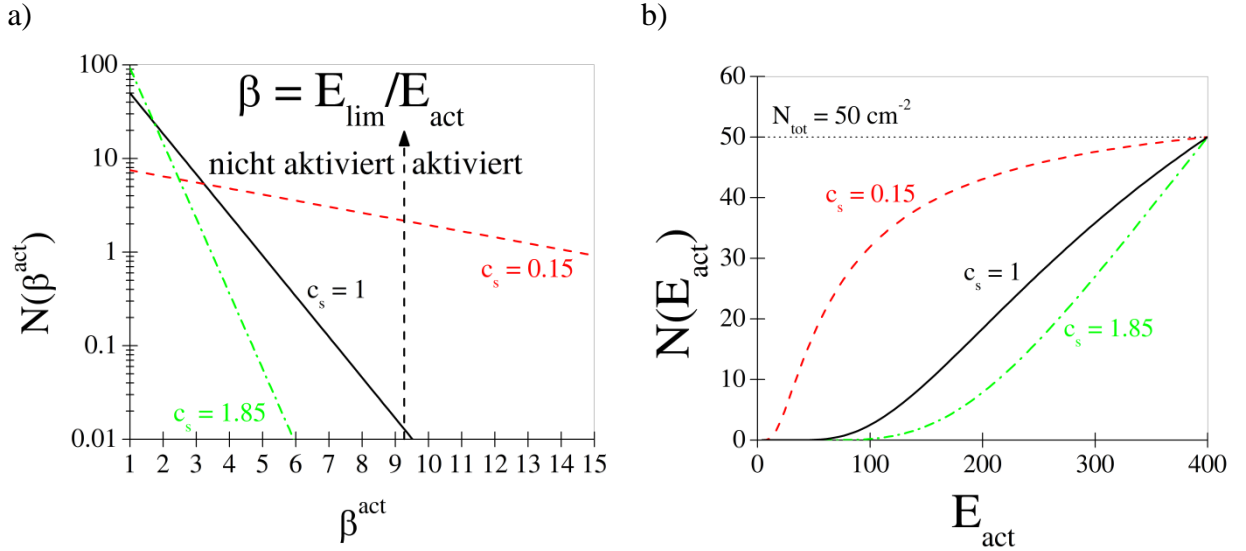 a)
100
10
1
0.1
0.01
N(β^act)
β = E_lim/E_act
nicht aktiviert
aktiviert
c_s = 0.15
c_s = 1
c_s = 1.85
1 2 3 4 5 6 7 8 9 10 11 12 13 14 15
β^act
b)
60
50
40
30
20
10
0
N(E_act)
N_tot = 50 cm^-2
c_s = 0.15
c_s = 1
c_s = 1.85
0 100 200 300 400
E_act